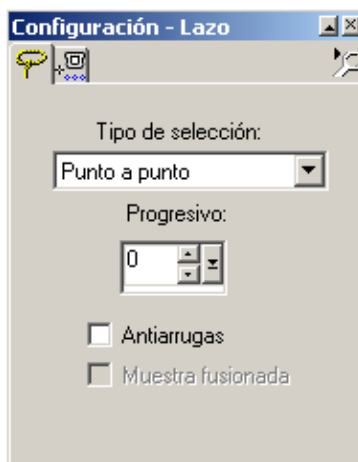 Configuración - Lazo
Tipo de selección:
Punto a punto
Progresivo:
0
Antiarrugas
Muestra fusionada